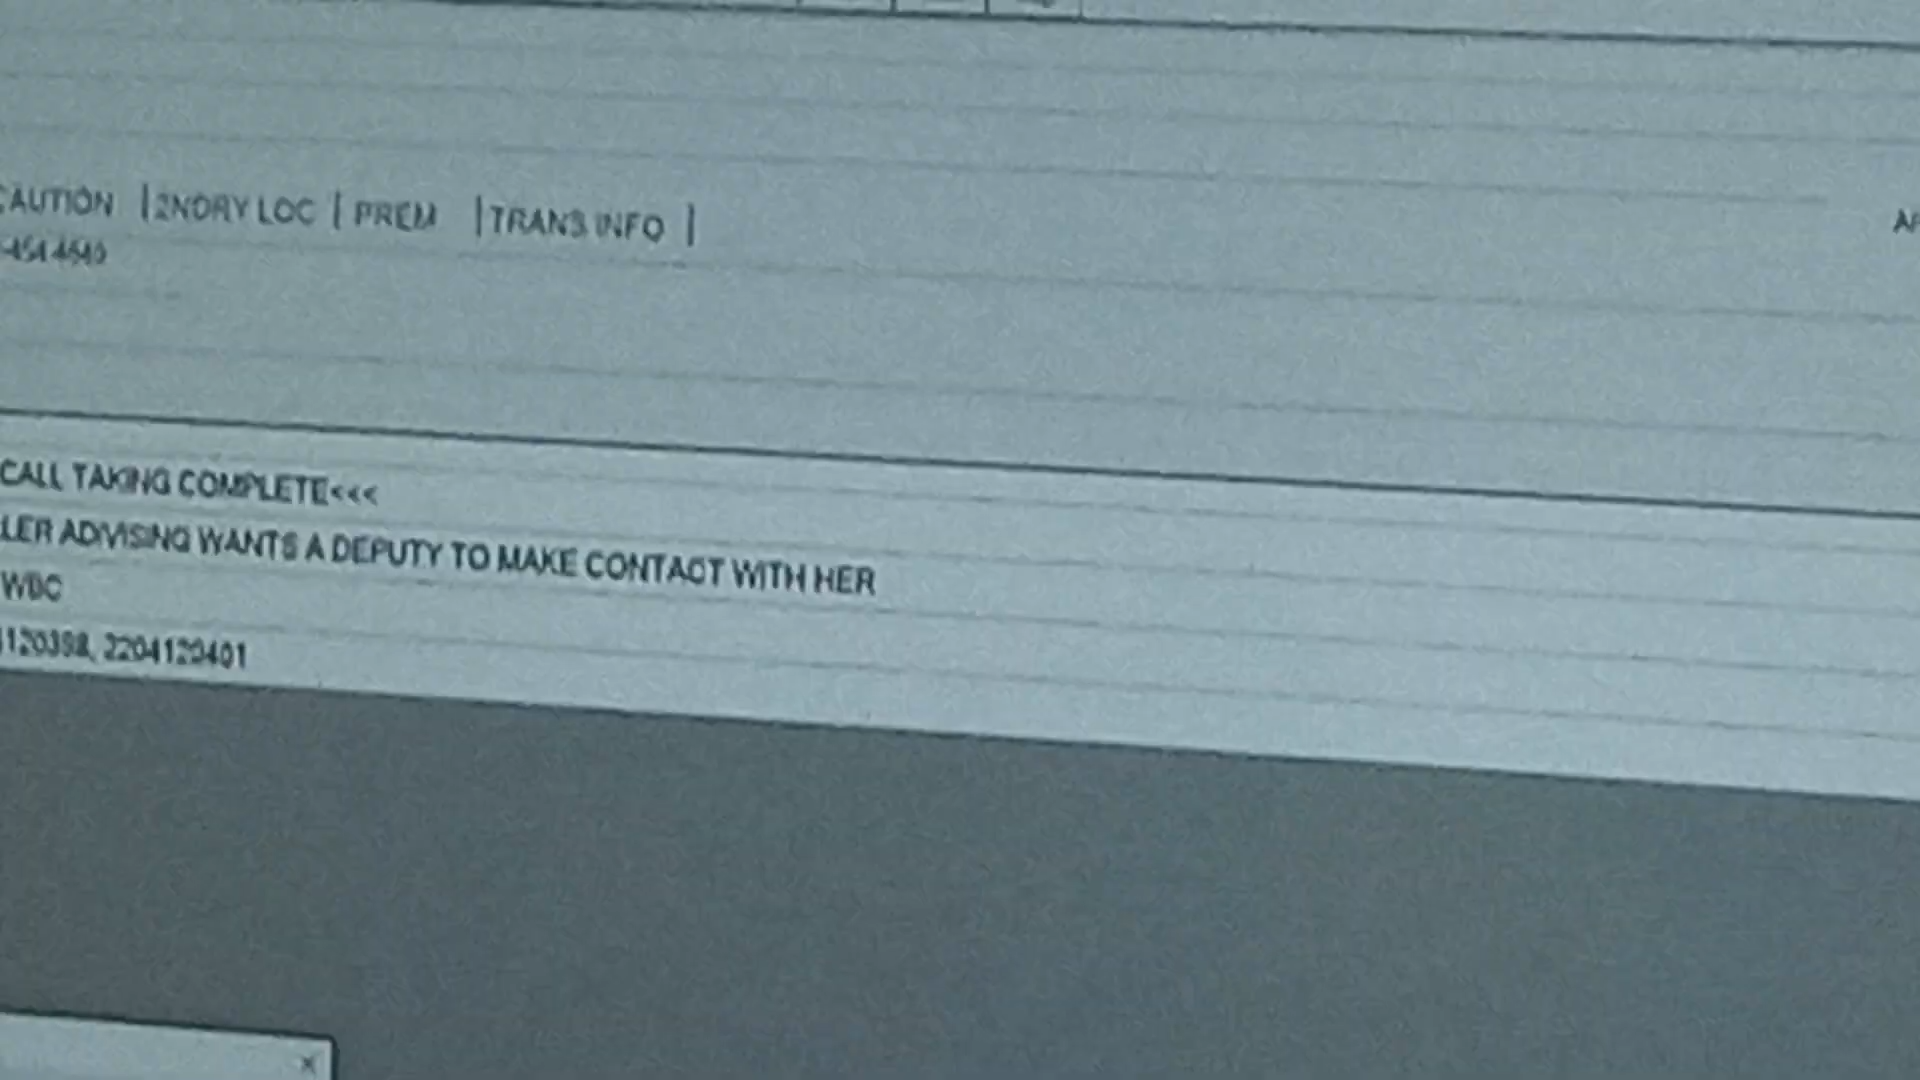 CAUTION | 2NDRY LOC | PREM | TRANS INFO |
CALL TAKING COMPLETE<<<
LER ADVISING WANTS A DEPUTY TO MAKE CONTACT WITH HER
WBC
2204120401